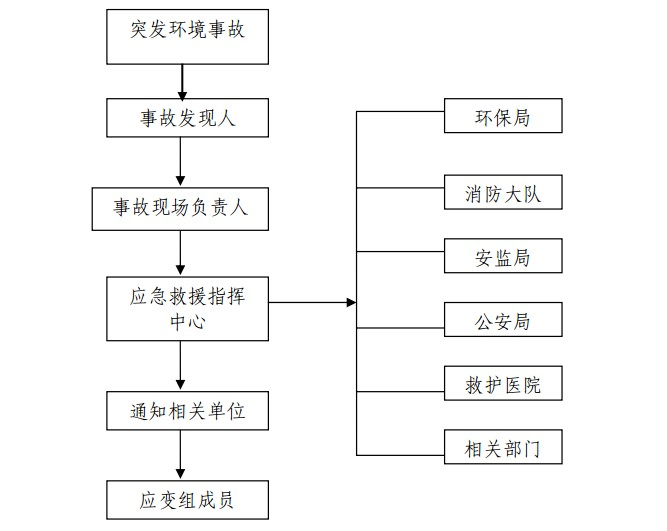 突发环境事故
事故发现人
事故现场负责人
应急救援指挥
中心
通知相关单位
应变组成员
环保局
消防大队
安监局
公安局
救护医院
相关部门